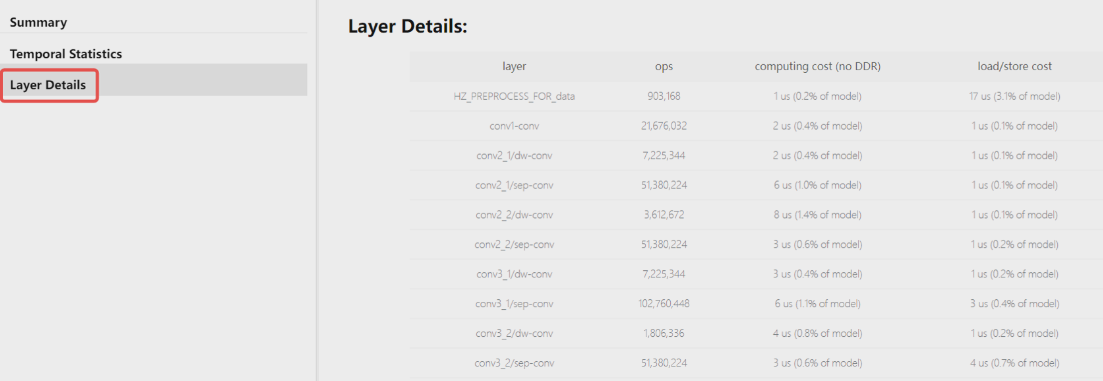 Summary
Temporal Statistics
Layer Details
Layer Details:
layer ops computing cost (no DDR) load/store cost
HZ_PREPROCESS_FOR_data 903,168 1 us (0.2% of model) 17 us (3.1% of model)
conv1-conv 21,676,032 2 us (0.4% of model) 1 us (0.1% of model)
conv2_1/dw-conv 7,225,344 2 us (0.4% of model) 1 us (0.1% of model)
conv2_1/sep-conv 51,380,224 6 us (1.0% of model) 1 us (0.1% of model)
conv2_2/dw-conv 3,612,672 8 us (1.4% of model) 1 us (0.1% of model)
conv2_2/sep-conv 51,380,224 3 us (0.6% of model) 1 us (0.2% of model)
conv3_1/dw-conv 7,225,344 3 us (0.4% of model) 1 us (0.2% of model)
conv3_1/sep-conv 102,760,448 6 us (1.1% of model) 3 us (0.4% of model)
conv3_2/dw-conv 1,806,336 4 us (0.8% of model) 1 us (0.2% of model)
conv3_2/sep-conv 51,380,224 3 us (0.6% of model) 4 us (0.7% of model)